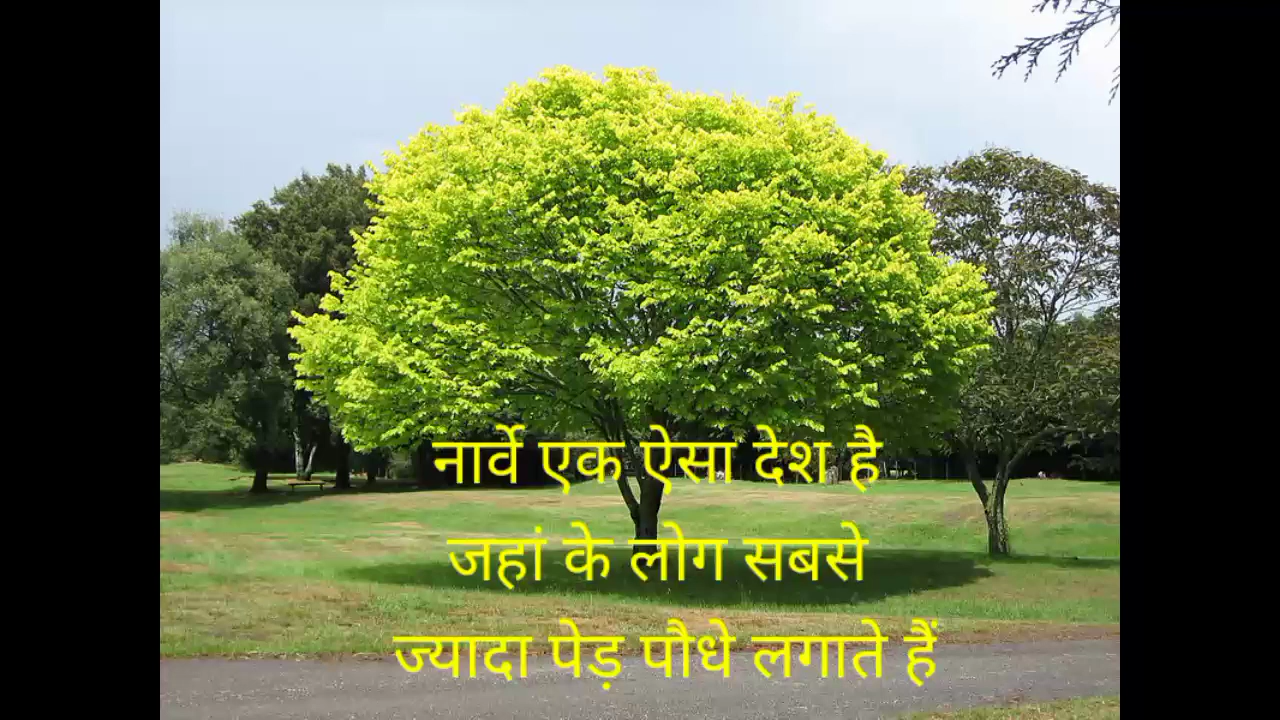 नार्वे एक ऐसा देश है
जहां के लोग सबसे
ज्यादा पेड़ पौधे लगाते हैं